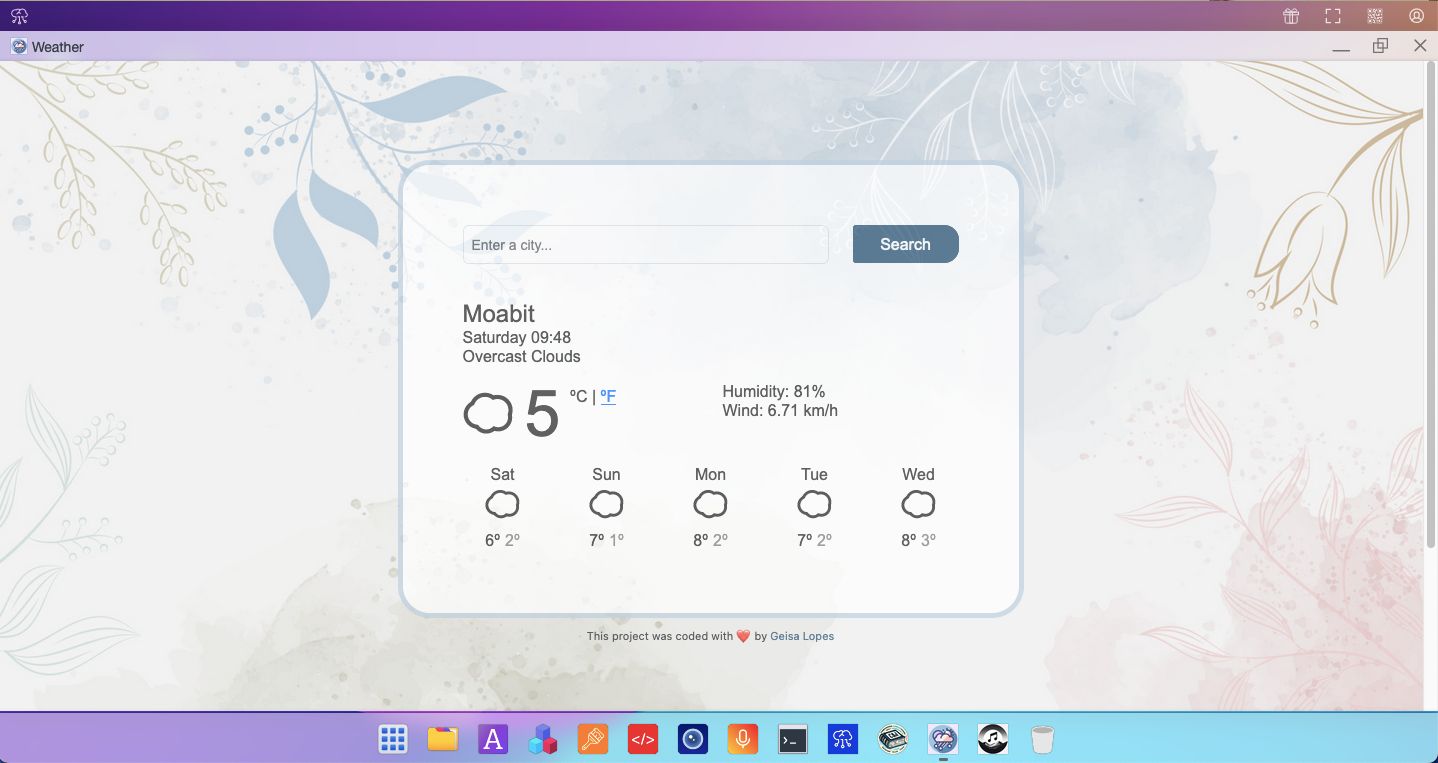 Weather
Enter a city...
Search
Moabit
Saturday 09:48
Overcast Clouds
5 ºC | ºF
Humidity: 81%
Wind: 6.71 km/h
Sat Sun Mon Tue Wed
6º 2º 7º 1º 8º 2º 7º 2º 8º 3º
This project was coded with ❤️ by Geisa Lopes
A </> >_